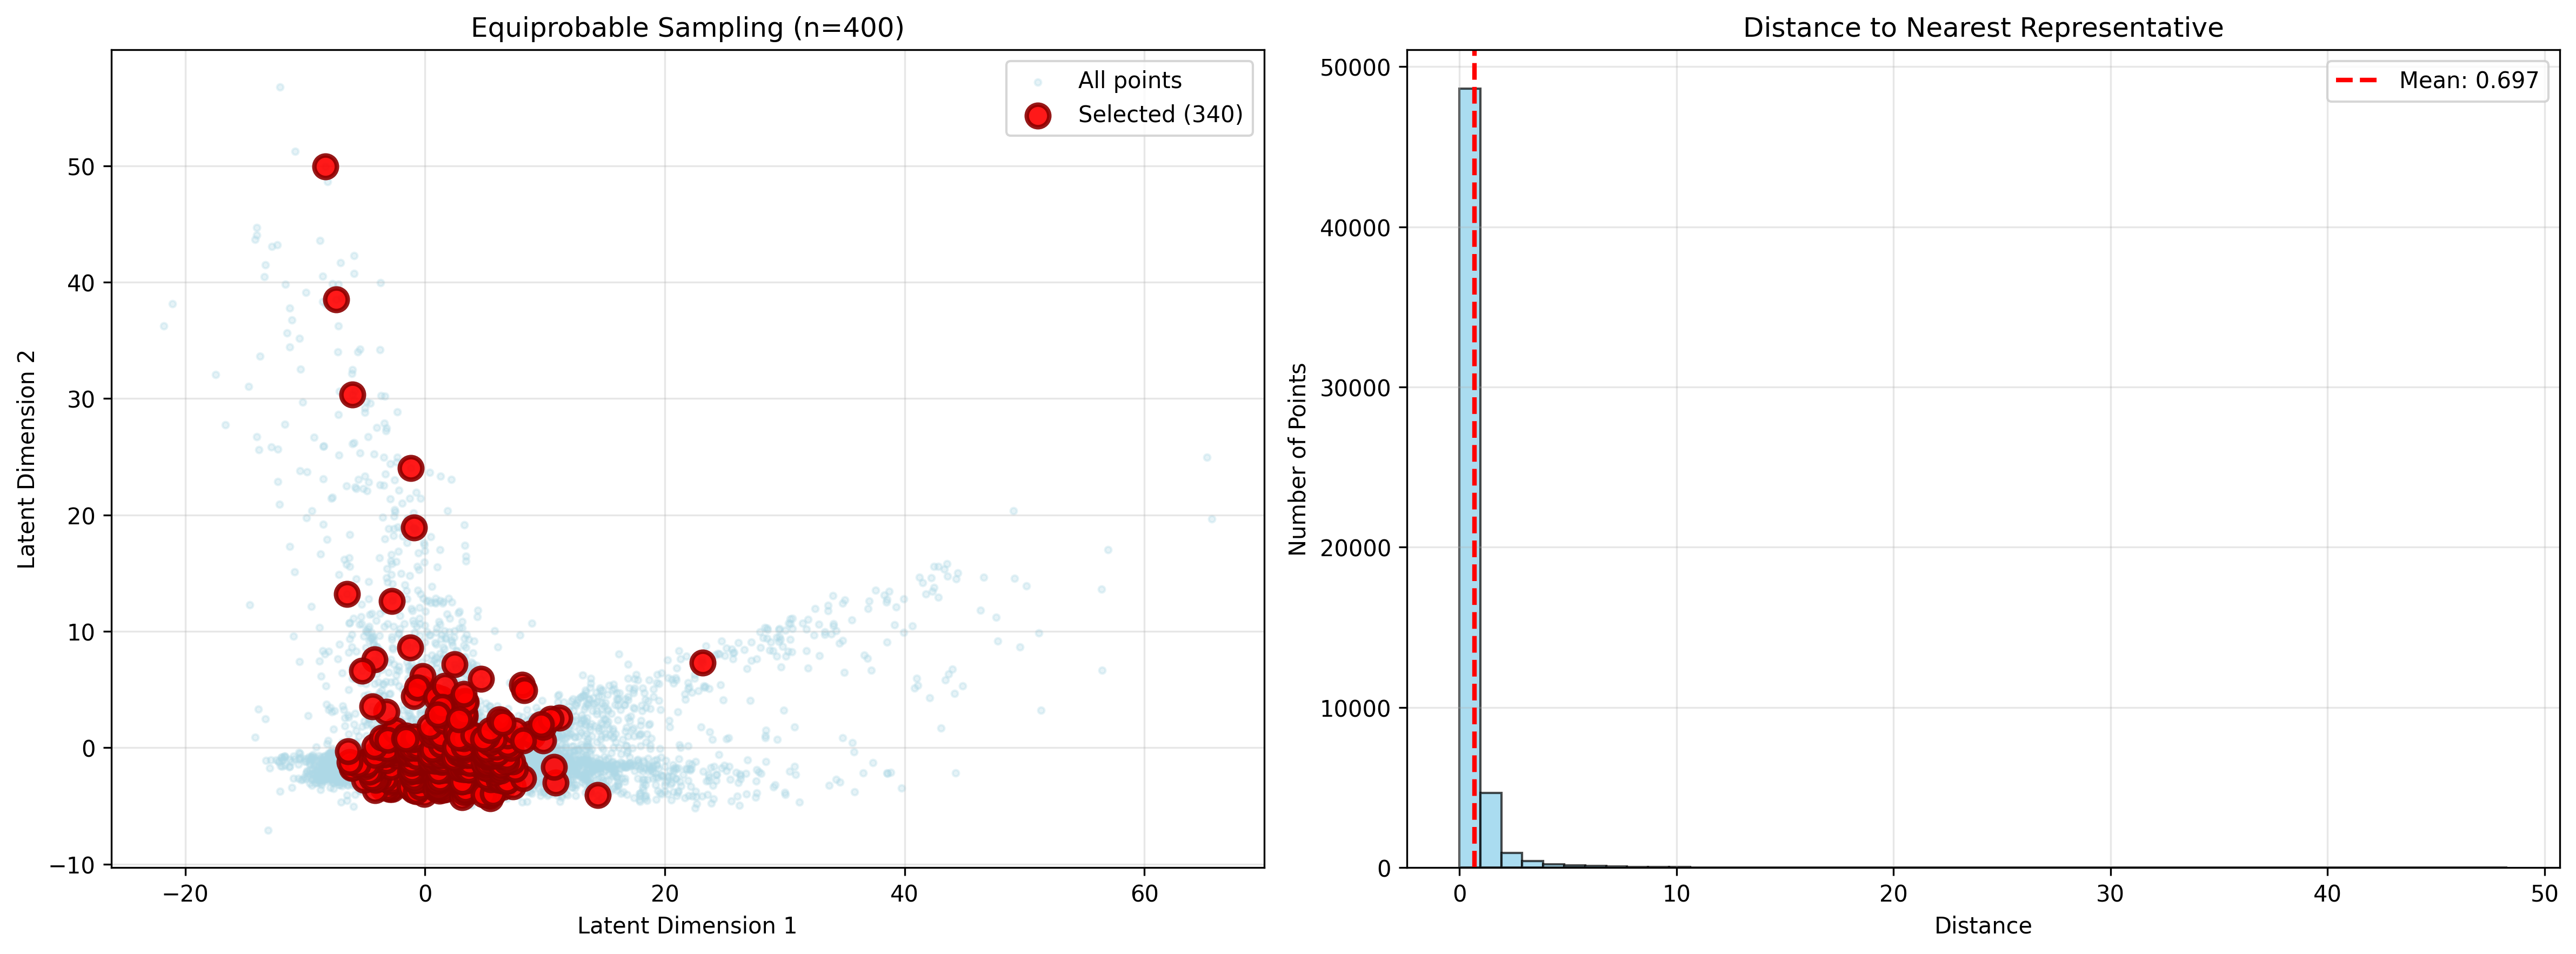 Equiprobable Sampling (n=400)
All points
Selected (340)
50
40
30
20
10
0
−10
Latent Dimension 2
−20
0
20
40
60
Latent Dimension 1
Distance to Nearest Representative
Mean: 0.697
50000
40000
30000
20000
10000
0
Number of Points
0
10
20
30
40
50
Distance